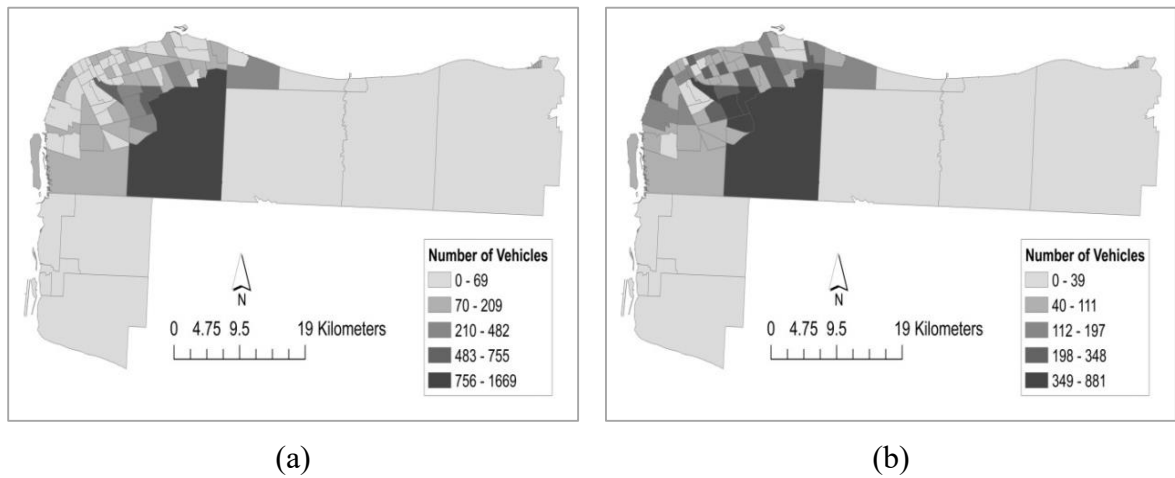 Number of Vehicles
0 - 69
70 - 209
210 - 482
483 - 755
756 - 1669
N
0 4.75 9.5 19 Kilometers
(a)
Number of Vehicles
0 - 39
40 - 111
112 - 197
198 - 348
349 - 881
N
0 4.75 9.5 19 Kilometers
(b)